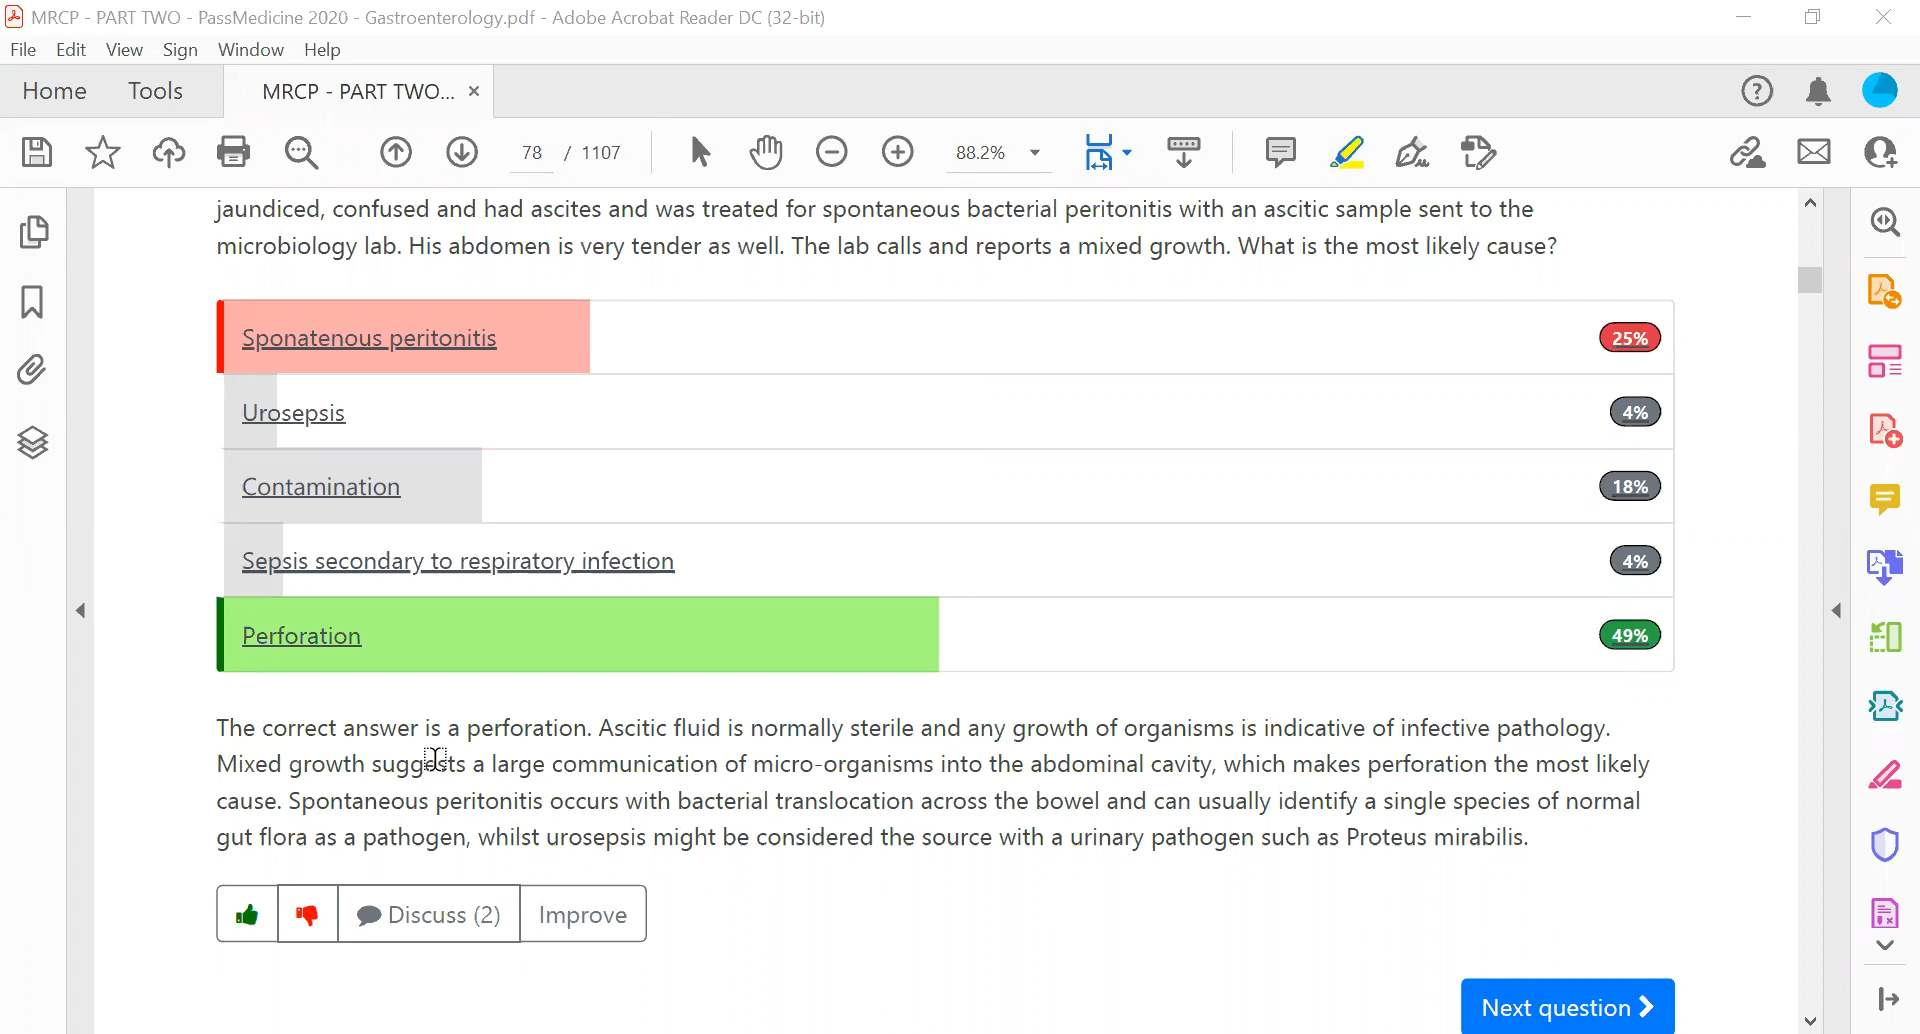 MRCP - PART TWO - PassMedicine 2020 - Gastroenterology.pdf - Adobe Acrobat Reader DC (32-bit)
File Edit View Sign Window Help
Home Tools MRCP - PART TWO... ×
78 / 1107 88.2%
jaundiced, confused and had ascites and was treated for spontaneous bacterial peritonitis with an ascitic sample sent to the
microbiology lab. His abdomen is very tender as well. The lab calls and reports a mixed growth. What is the most likely cause?
Sponatenous peritonitis 25%
Urosepsis 4%
Contamination 18%
Sepsis secondary to respiratory infection 4%
Perforation 49%
The correct answer is a perforation. Ascitic fluid is normally sterile and any growth of organisms is indicative of infective pathology.
Mixed growth suggests a large communication of micro-organisms into the abdominal cavity, which makes perforation the most likely
cause. Spontaneous peritonitis occurs with bacterial translocation across the bowel and can usually identify a single species of normal
gut flora as a pathogen, whilst urosepsis might be considered the source with a urinary pathogen such as Proteus mirabilis.
Discuss (2) Improve
Next question